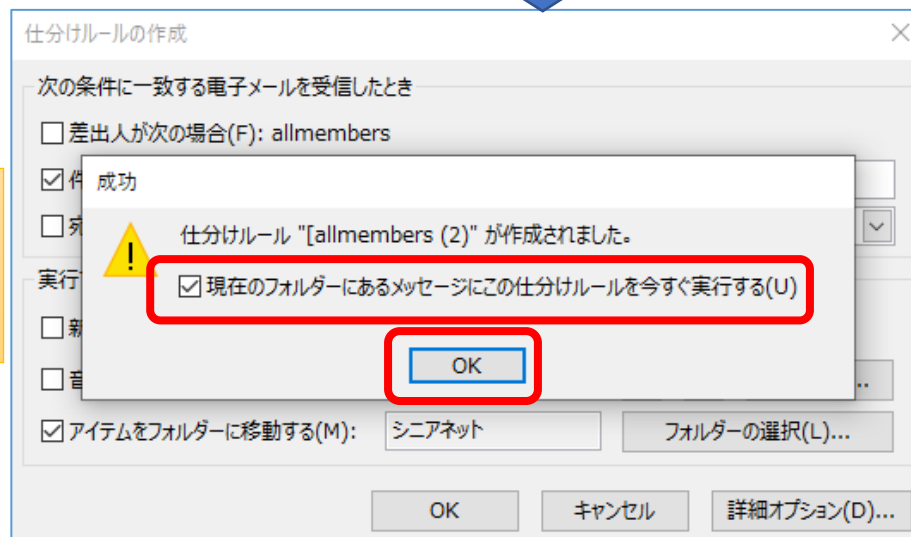 仕分けルールの作成
次の条件に一致する電子メールを受信したとき
差出人が次の場合(F): allmembers
件
成功
宛
仕分けルール "[allmembers (2)" が作成されました。
実行
現在のフォルダーにあるメッセージにこの仕分けルールを今すぐ実行する(U)
新
OK
音
..
アイテムをフォルダーに移動する(M): シニアネット フォルダーの選択(L)...
OK キャンセル 詳細オプション(D)...